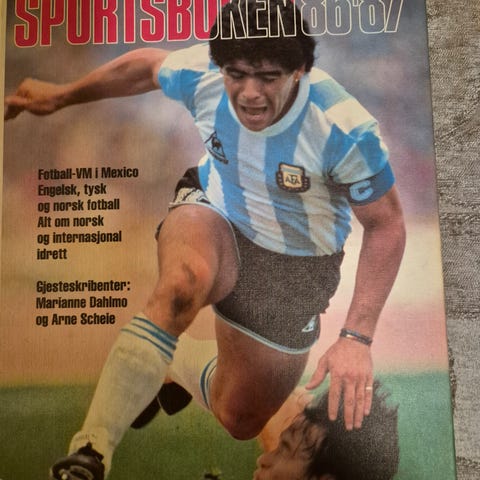 SPORTSBOKEN '86-'87
Fotball-VM i Mexico
Engelsk, tysk
og norsk fotball
Alt om norsk
og internasjonal
idrett
Gjesteskribenter:
Marianne Dahlmo
og Arne Scheie
AFA
C